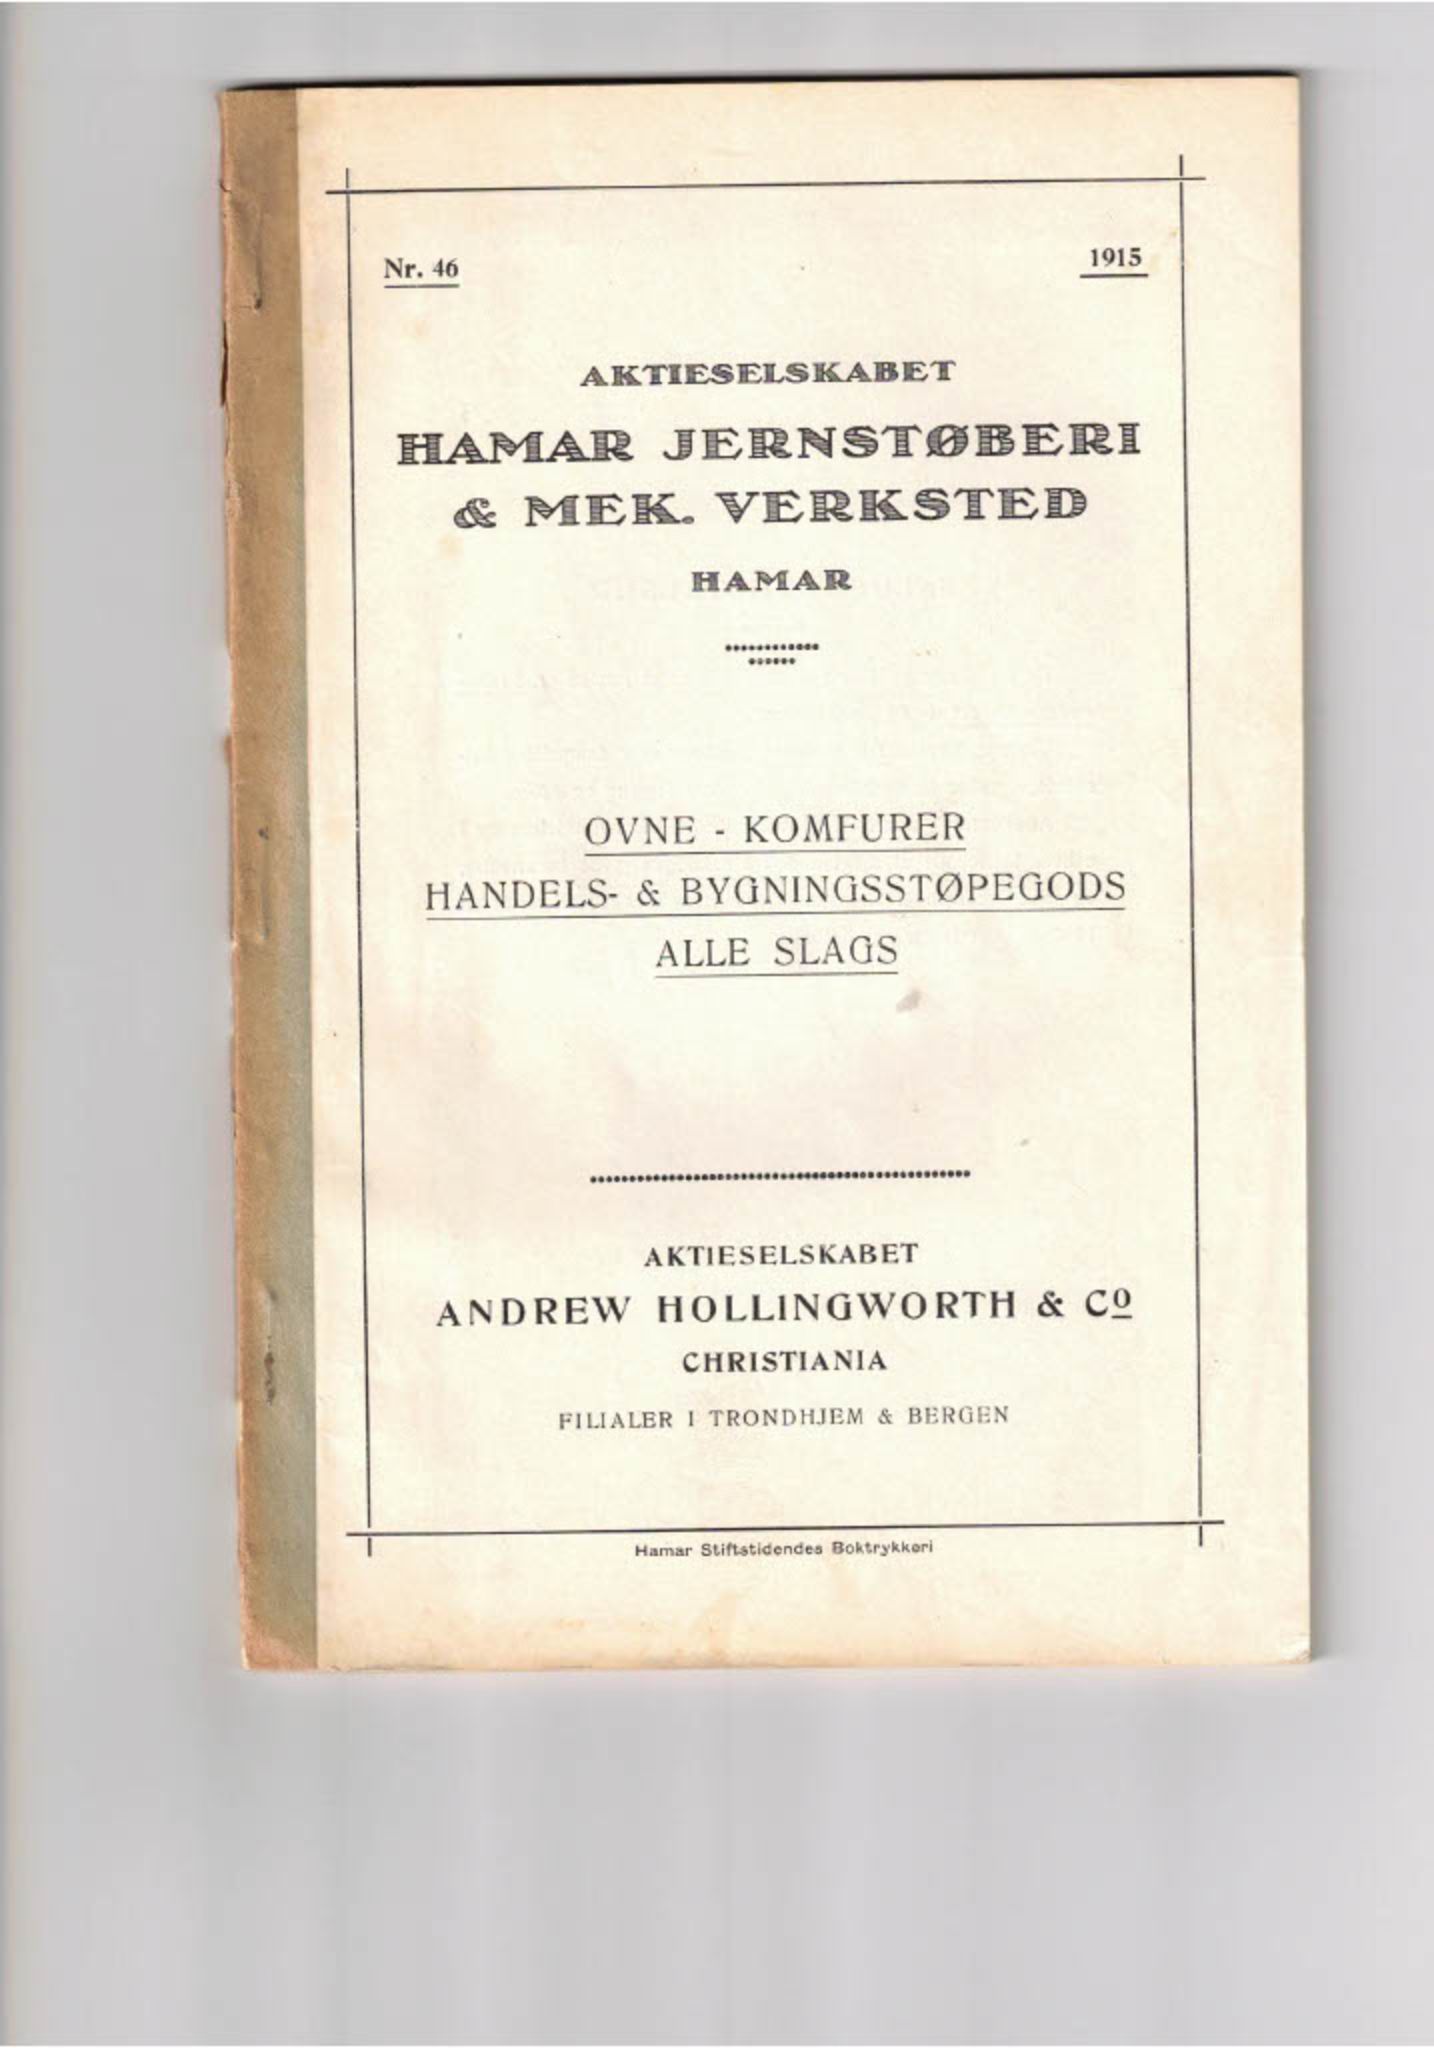 Nr. 46
1915
AKTIESELSKABET
HAMAR JERNSTØBERI
& MEK. VERKSTED
HAMAR
OVNE - KOMFURER
HANDELS- & BYGNINGSSTØPEGODS
ALLE SLAGS
AKTIESELSKABET
ANDREW HOLLINGWORTH & Cº
CHRISTIANIA
FILIALER I TRONDHJEM & BERGEN
Hamar Stiftstidendes Boktrykkeri